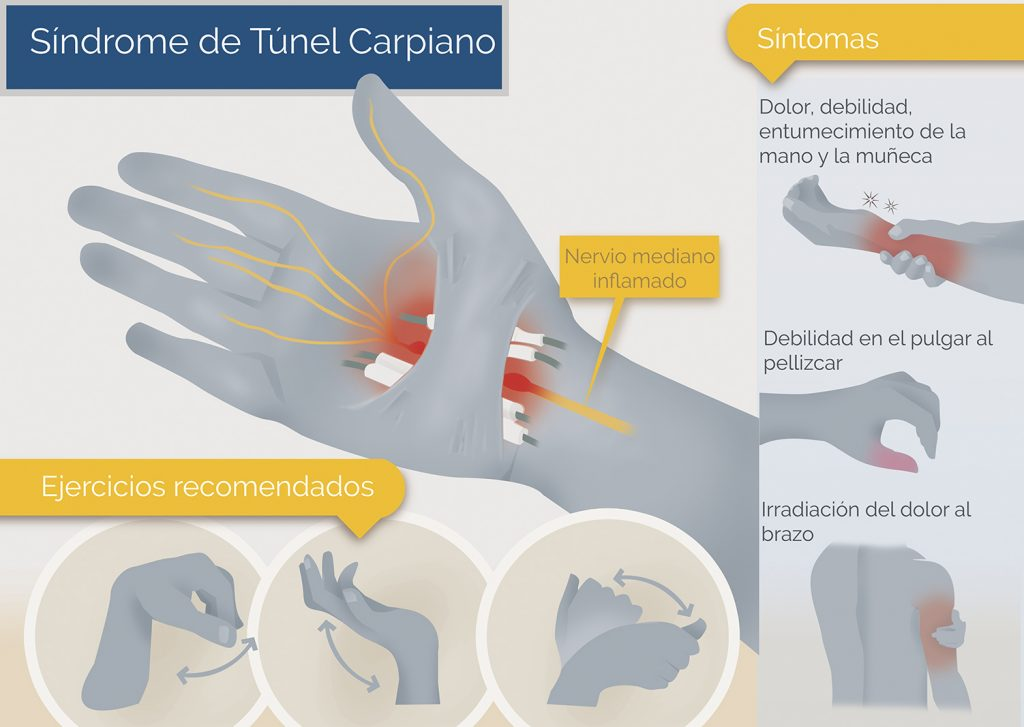 Síndrome de Túnel Carpiano
Síntomas
Dolor, debilidad,
entumecimiento de la
mano y la muñeca
Nervio mediano
inflamado
Debilidad en el pulgar al
pellizcar
Ejercicios recomendados
Irradiación del dolor al
brazo